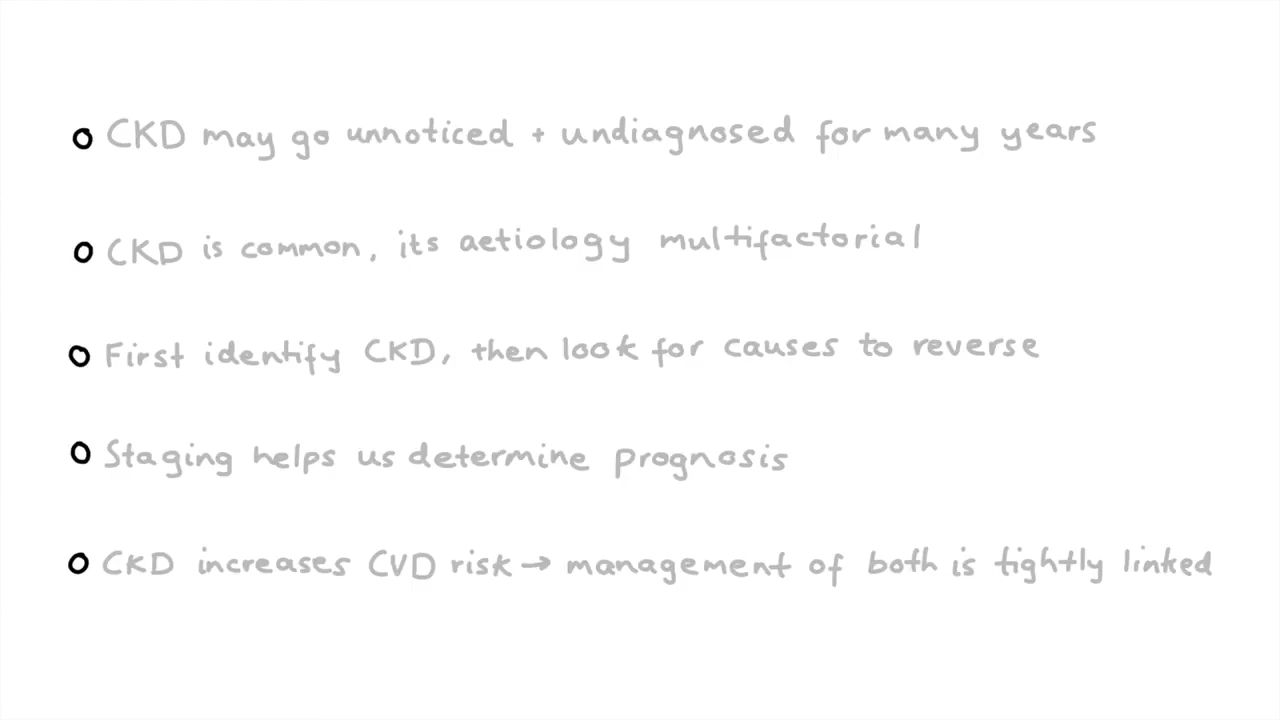 CKD may go unnoticed + undiagnosed for many years
CKD is common, its aetiology multifactorial
First identify CKD, then look for causes to reverse
Staging helps us determine prognosis
CKD increases CVD risk → management of both is tightly linked